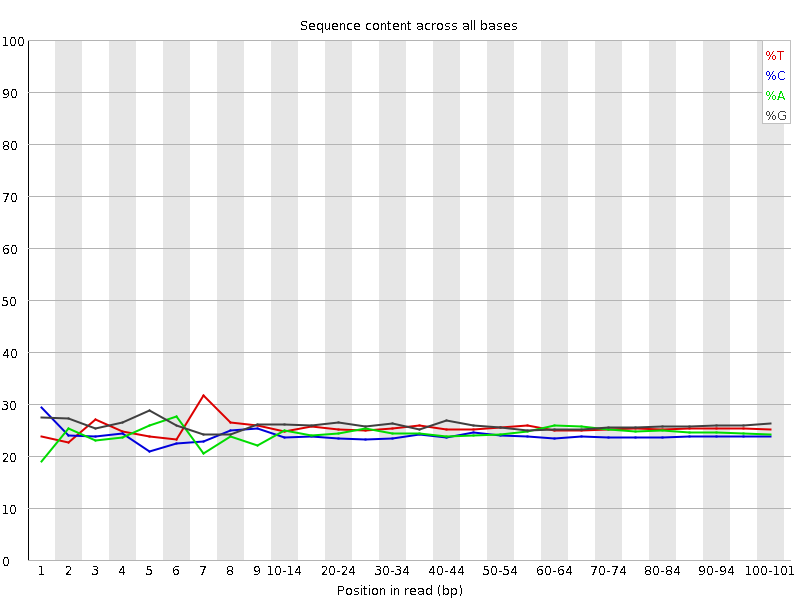 Sequence content across all bases
100
90
80
70
60
50
40
30
20
10
0
%T
%C
%A
%G
1 2 3 4 5 6 7 8 9 10-14 20-24 30-34 40-44 50-54 60-64 70-74 80-84 90-94 100-101
Position in read (bp)